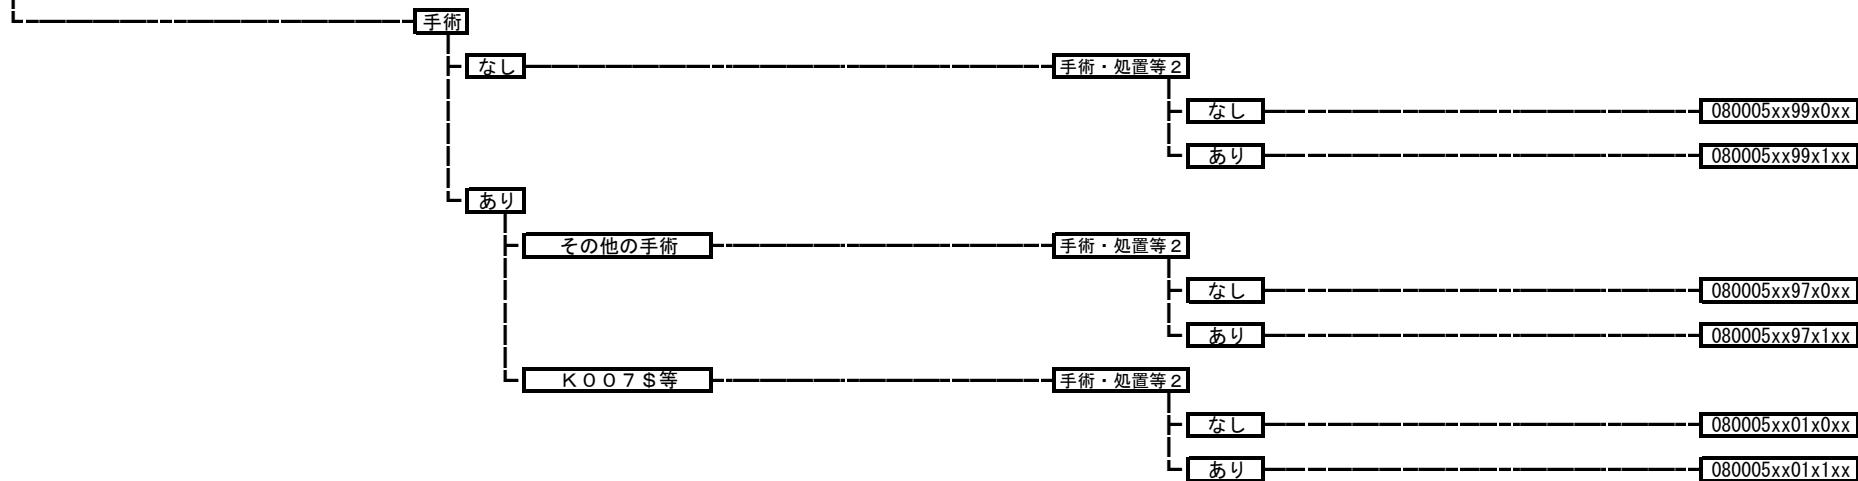 手術
なし 手術・処置等２
なし 080005xx99x0xx
あり 080005xx99x1xx
あり
その他の手術 手術・処置等２
なし 080005xx97x0xx
あり 080005xx97x1xx
Ｋ００７＄等 手術・処置等２
なし 080005xx01x0xx
あり 080005xx01x1xx